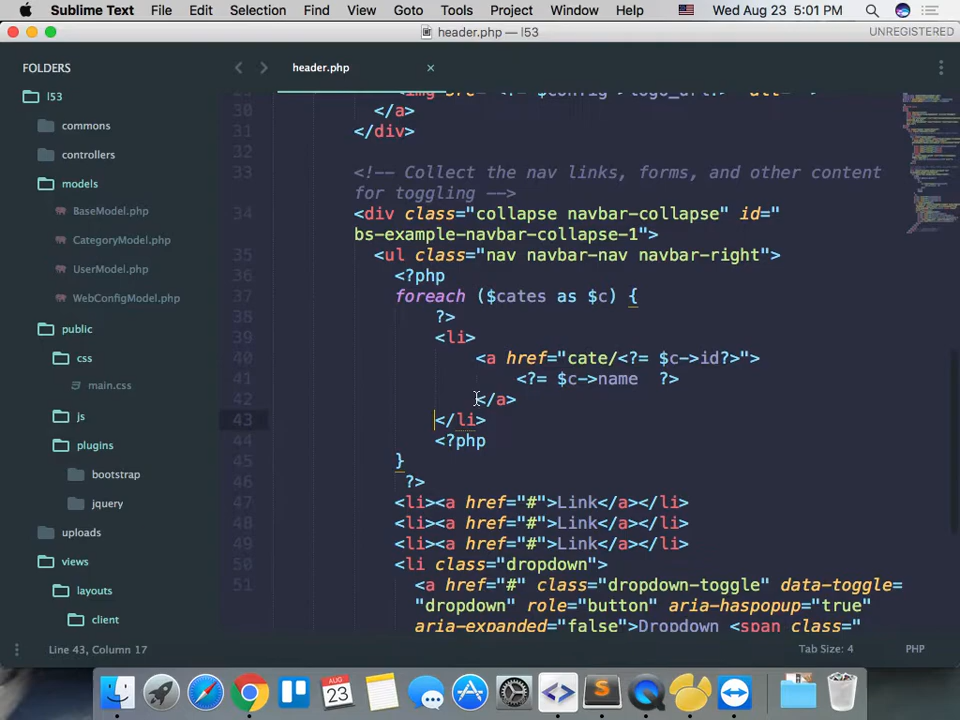 Sublime Text File Edit Selection Find View Goto Tools Project Window Help Wed Aug 23 5:01 PM
header.php — l53 UNREGISTERED
FOLDERS
l53
commons
controllers
models
BaseModel.php
CategoryModel.php
UserModel.php
WebConfigModel.php
public
css
main.css
js
plugins
bootstrap
jquery
uploads
views
layouts
client
header.php ×
30 </a>
31 </div>
32
33 <!-- Collect the nav links, forms, and other content
for toggling -->
34 <div class="collapse navbar-collapse" id="
bs-example-navbar-collapse-1">
35 <ul class="nav navbar-nav navbar-right">
36 <?php
37 foreach ($cates as $c) {
38 ?>
39 <li>
40 <a href="cate/<?= $c->id?>">
41 <?= $c->name ?>
42 </a>
43 </li>
44 <?php
45 }
46 ?>
47 <li><a href="#">Link</a></li>
48 <li><a href="#">Link</a></li>
49 <li><a href="#">Link</a></li>
50 <li class="dropdown">
51 <a href="#" class="dropdown-toggle" data-toggle=
"dropdown" role="button" aria-haspopup="true"
aria-expanded="false">Dropdown <span class="
Line 43, Column 17 Tab Size: 4 PHP
AUG
23